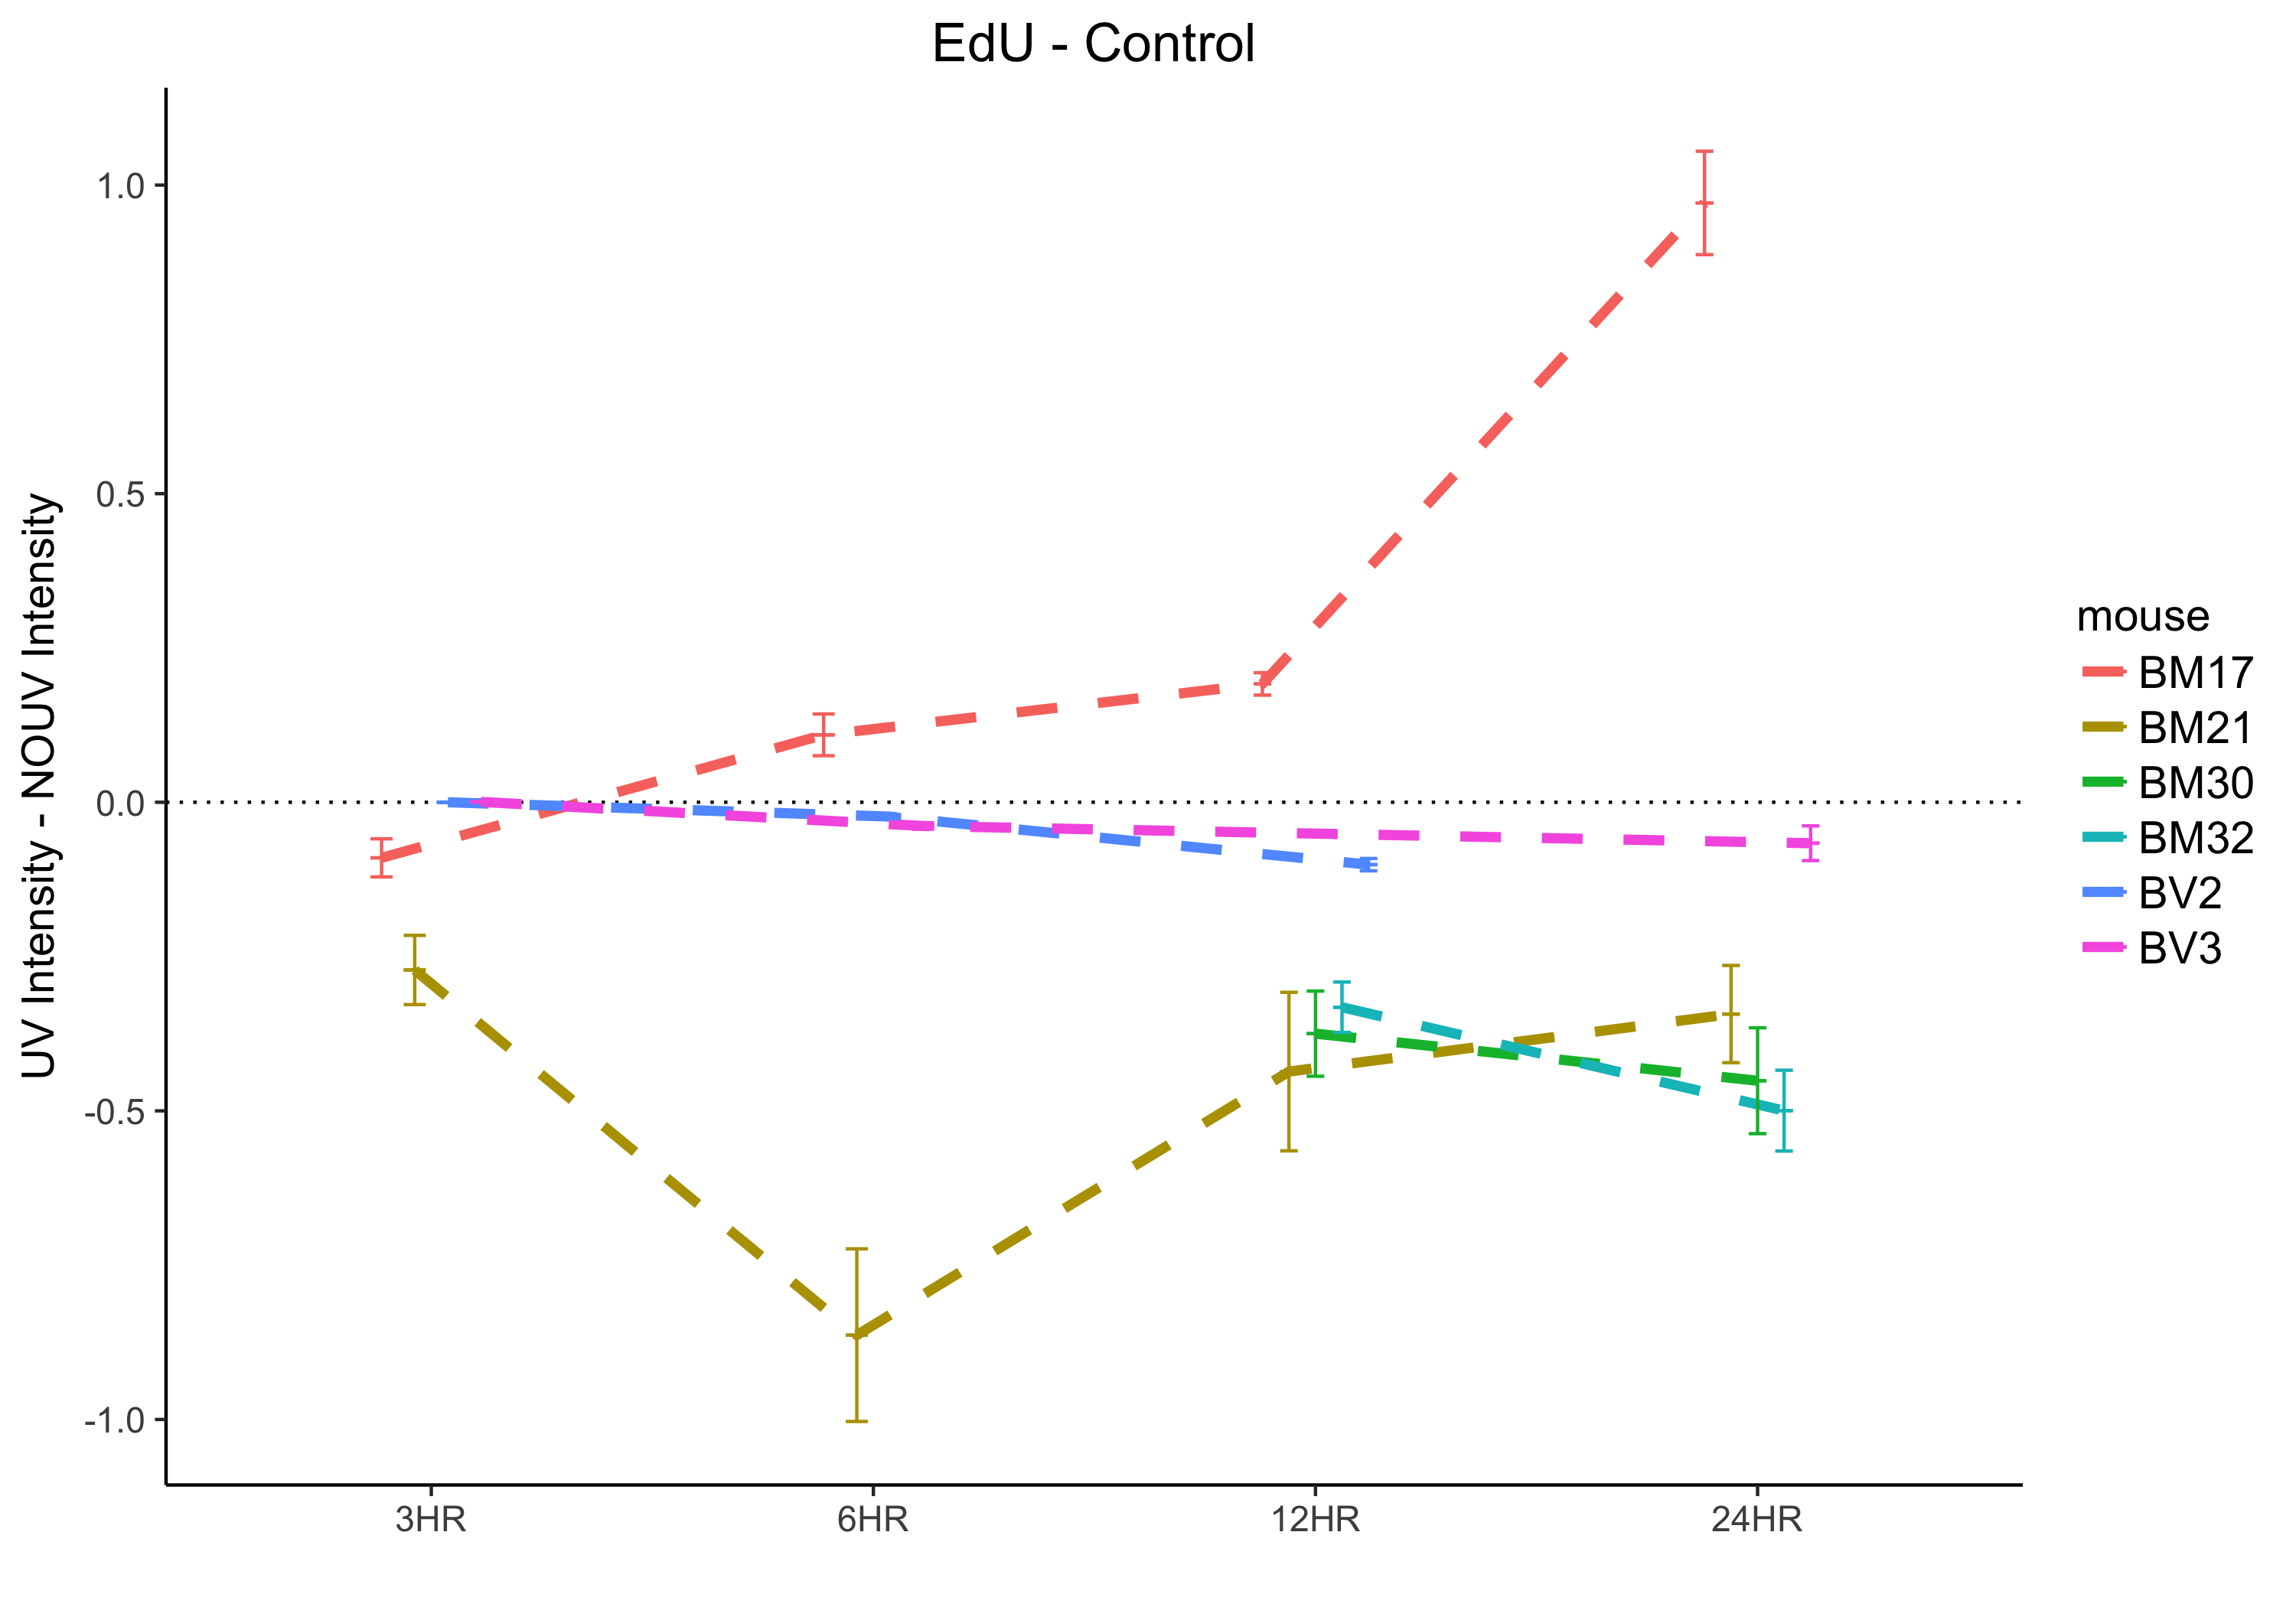 EdU - Control
UV Intensity - NOUV Intensity
1.0
0.5
0.0
-0.5
-1.0
3HR
6HR
12HR
24HR
mouse
BM17
BM21
BM30
BM32
BV2
BV3